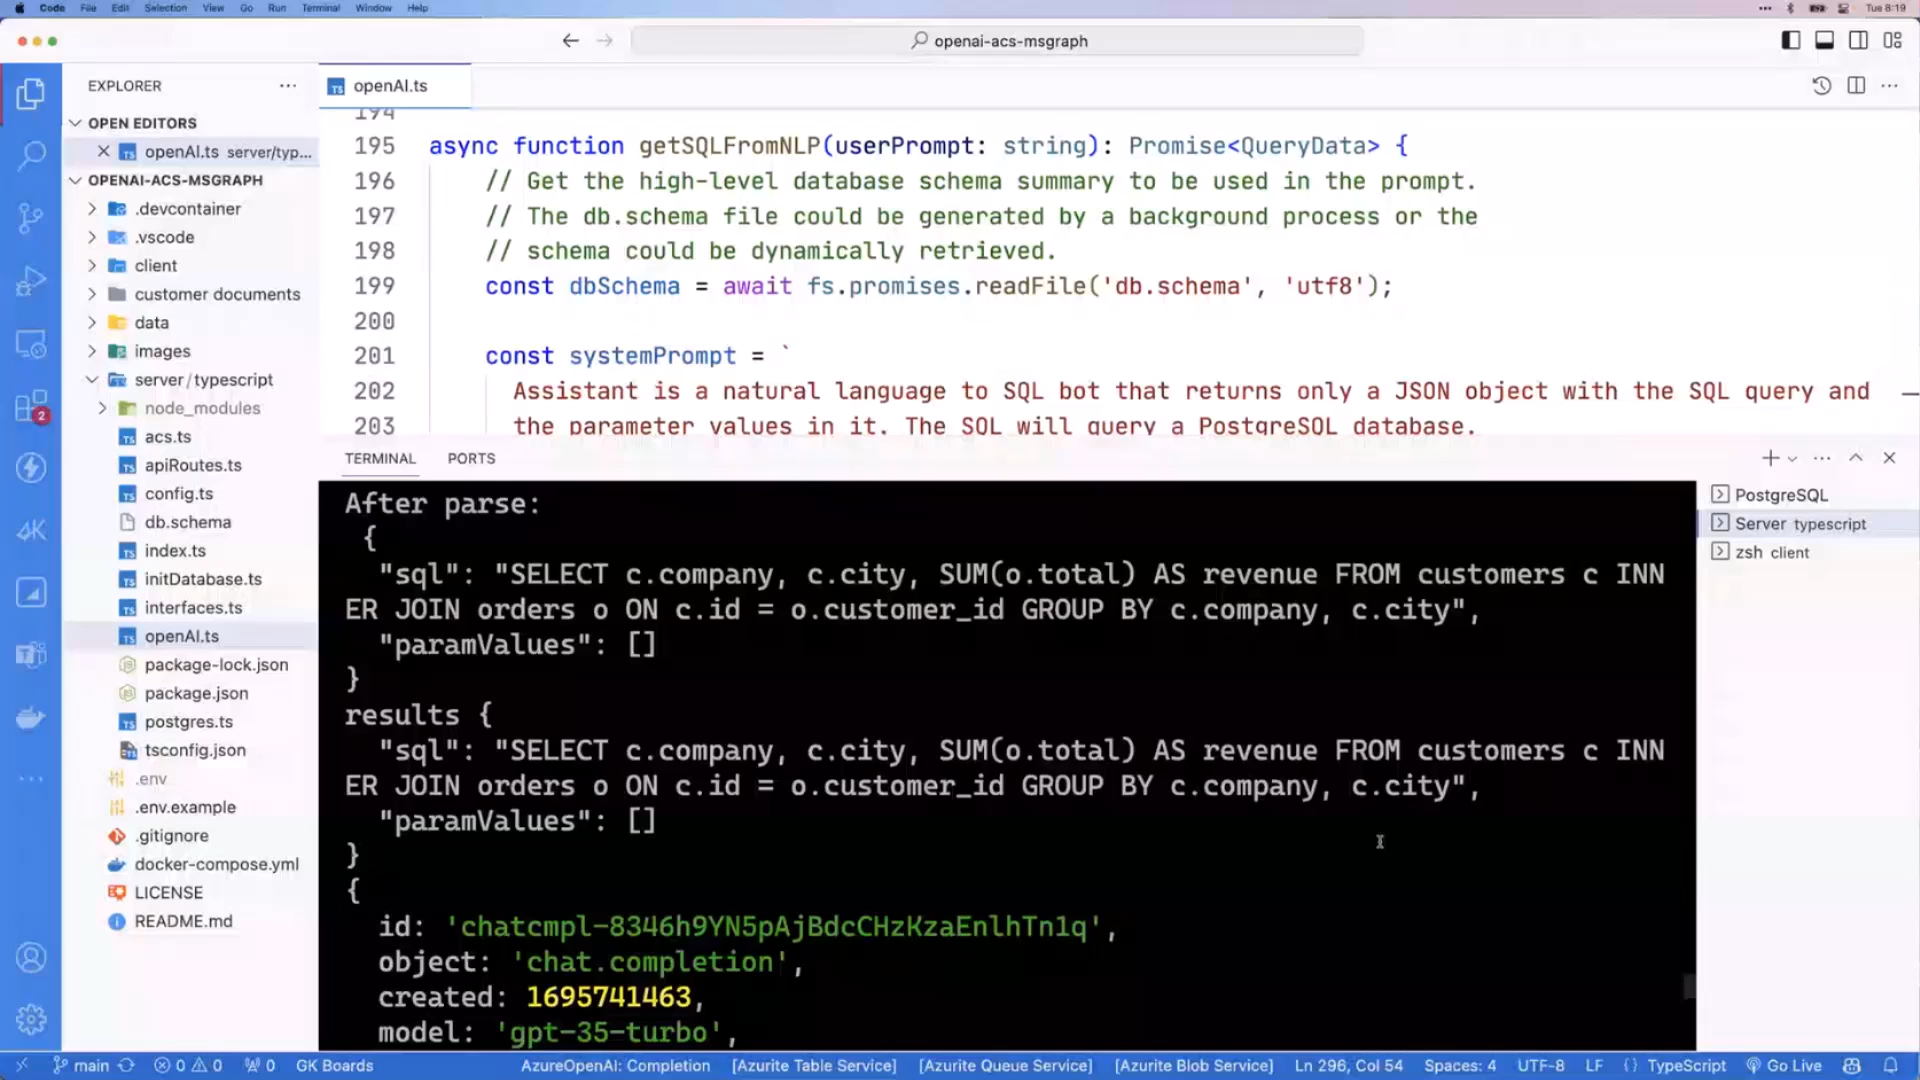 Code File Edit Selection View Go Run Terminal Window Help
Tue 8:19
openai-acs-msgraph
EXPLORER
OPEN EDITORS
openAI.ts server/typ...
OPENAI-ACS-MSGRAPH
.devcontainer
.vscode
client
customer documents
data
images
server/typescript
node_modules
acs.ts
apiRoutes.ts
config.ts
db.schema
index.ts
initDatabase.ts
interfaces.ts
openAI.ts
package-lock.json
package.json
postgres.ts
tsconfig.json
.env
.env.example
.gitignore
docker-compose.yml
LICENSE
README.md
2
openAI.ts
194
195 async function getSQLFromNLP(userPrompt: string): Promise<QueryData> {
196 // Get the high-level database schema summary to be used in the prompt.
197 // The db.schema file could be generated by a background process or the
198 // schema could be dynamically retrieved.
199 const dbSchema = await fs.promises.readFile('db.schema', 'utf8');
200
201 const systemPrompt = `
202 Assistant is a natural language to SQL bot that returns only a JSON object with the SQL query and
203 the parameter values in it. The SQL will query a PostgreSQL database.
TERMINAL PORTS
After parse:
{
"sql": "SELECT c.company, c.city, SUM(o.total) AS revenue FROM customers c INN
ER JOIN orders o ON c.id = o.customer_id GROUP BY c.company, c.city",
"paramValues": []
}
results {
"sql": "SELECT c.company, c.city, SUM(o.total) AS revenue FROM customers c INN
ER JOIN orders o ON c.id = o.customer_id GROUP BY c.company, c.city",
"paramValues": []
}
{
id: 'chatcmpl-8346h9YN5pAjBdcCHzKzaEnlhTn1q',
object: 'chat.completion',
created: 1695741463,
model: 'gpt-35-turbo',
PostgreSQL
Server typescript
zsh client
main 0 0 0 GK Boards AzureOpenAI: Completion [Azurite Table Service] [Azurite Queue Service] [Azurite Blob Service] Ln 296, Col 54 Spaces: 4 UTF-8 LF {} TypeScript Go Live